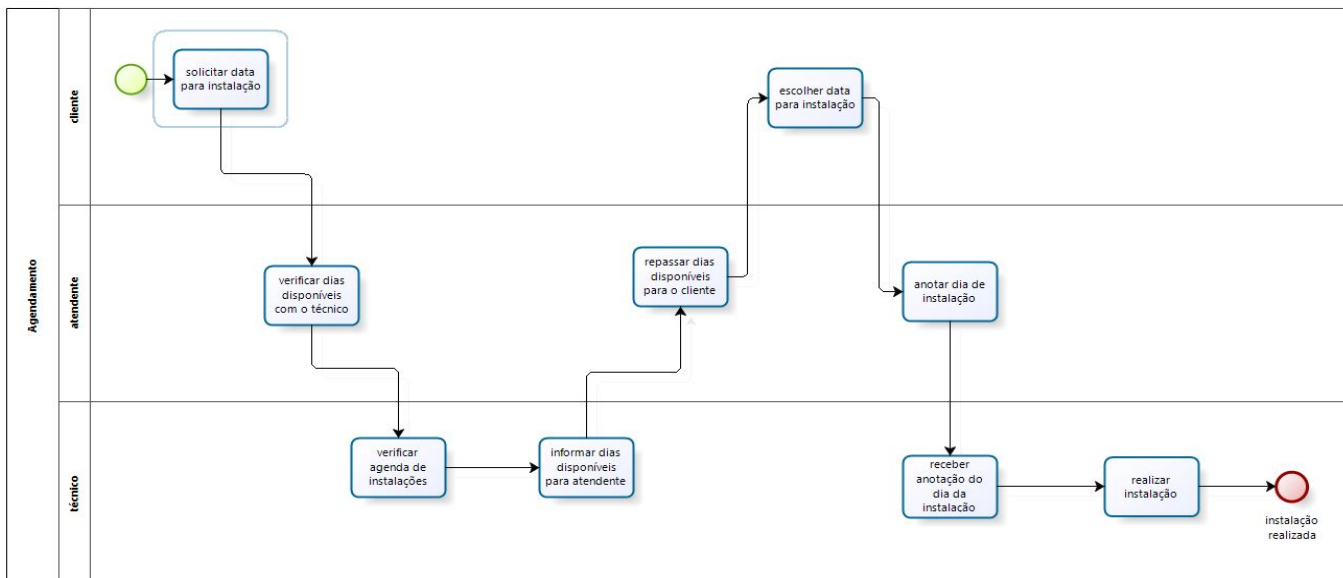 Agendamento
cliente
solicitar data
para instalação
escolher data
para instalação
atendente
verificar dias
disponíveis
com o técnico
repassar dias
disponíveis
para o cliente
anotar dia de
instalação
técnico
verificar
agenda de
instalações
informar dias
disponíveis
para atendente
receber
anotação do
dia da
instalacão
realizar
instalação
instalação
realizada